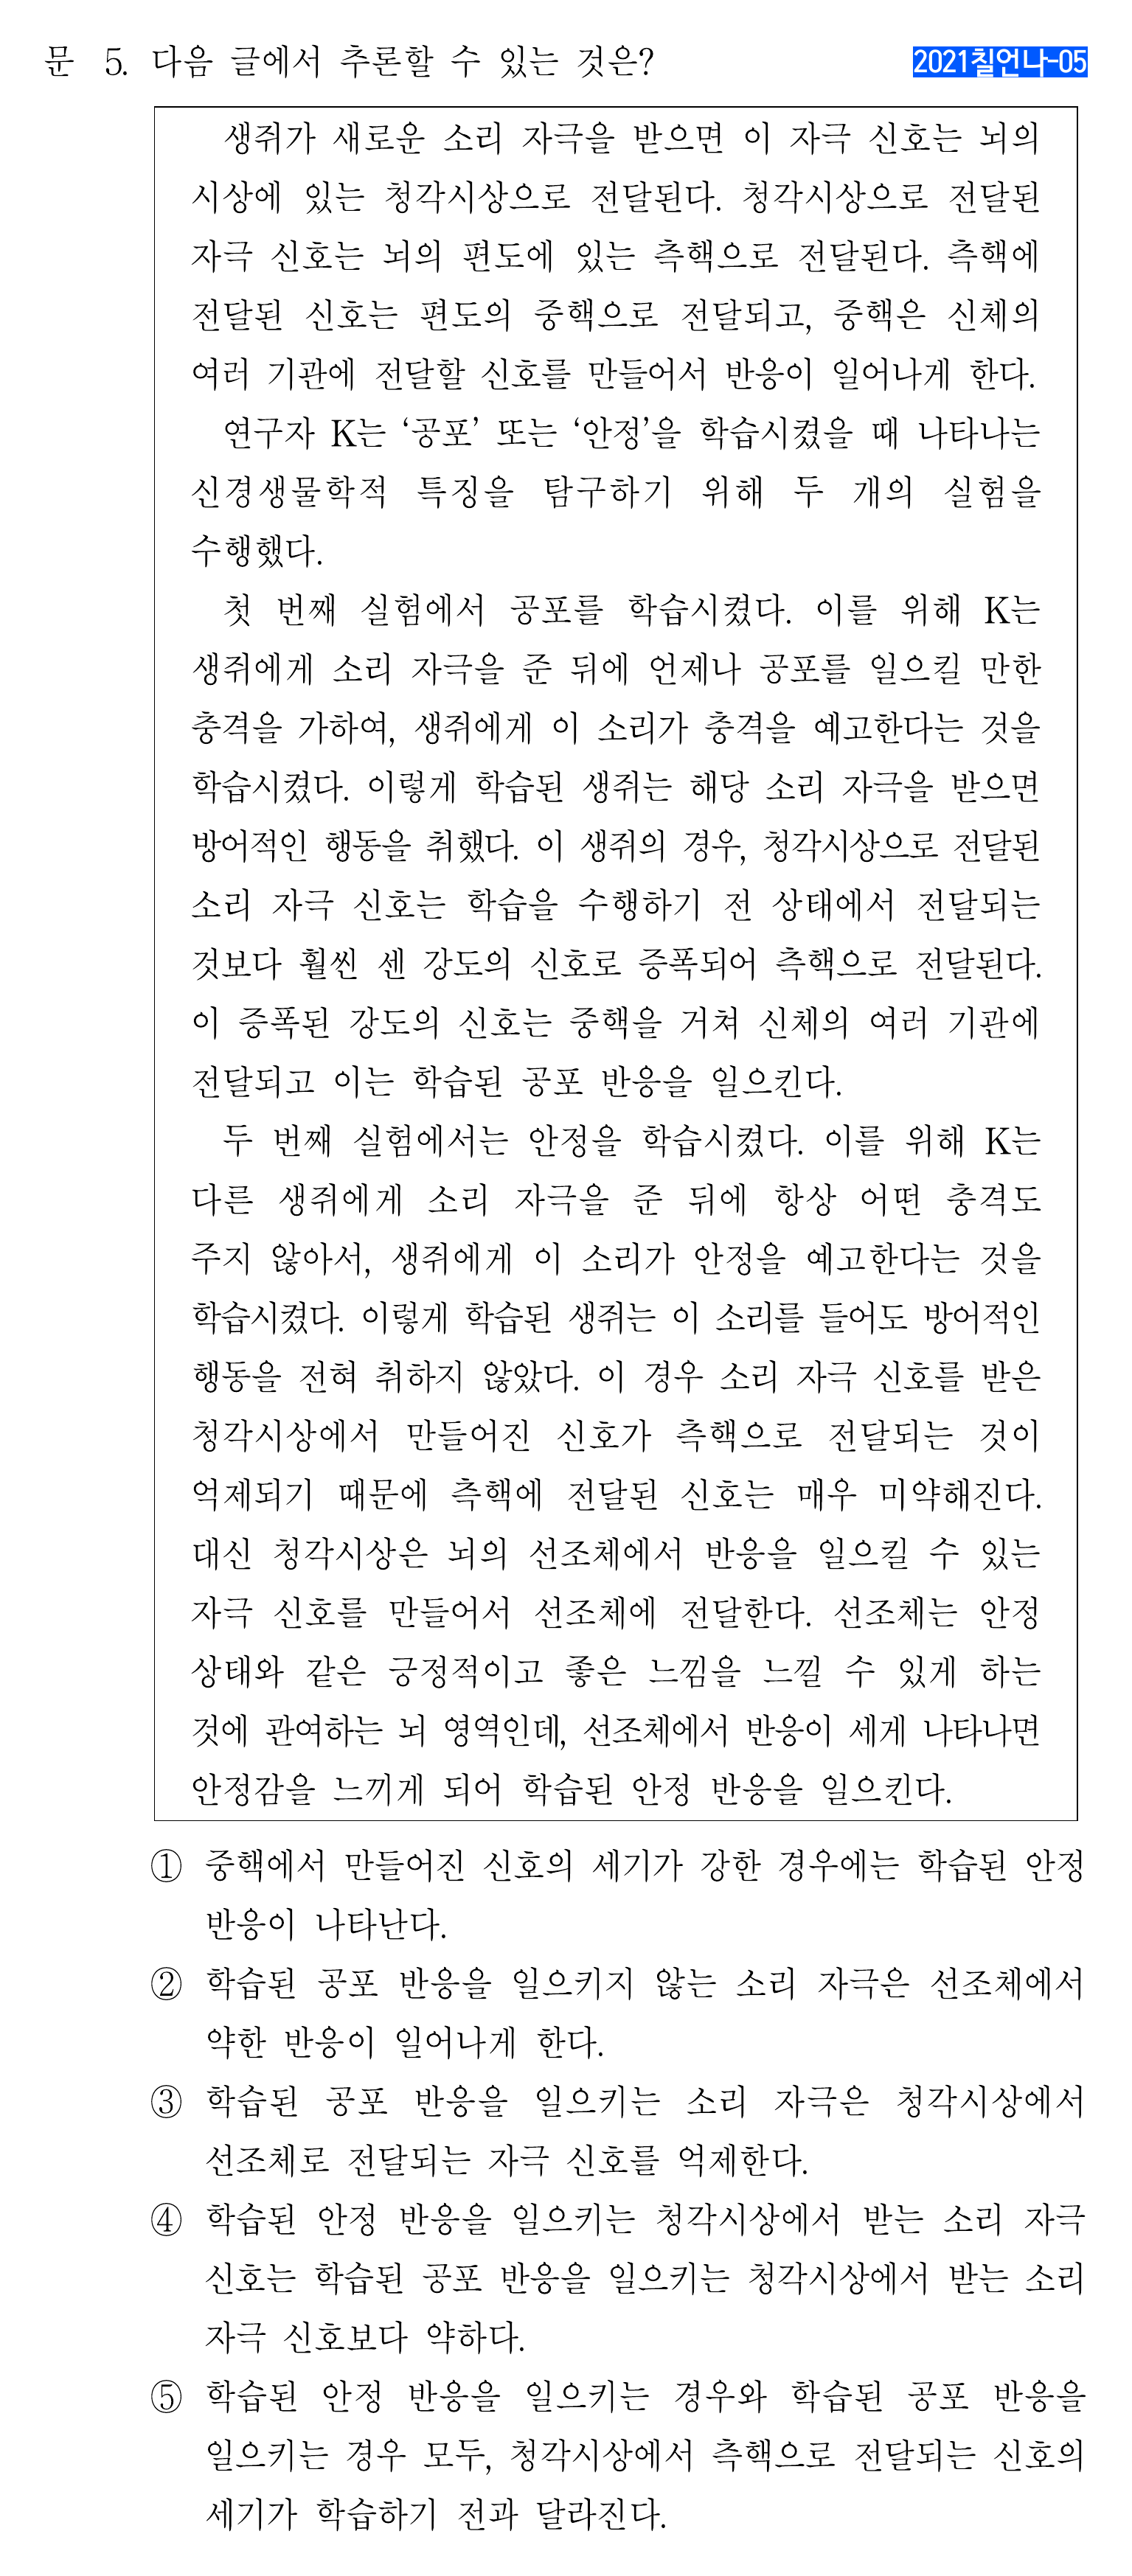 문 5. 다음 글에서 추론할 수 있는 것은?
2021칠언나-05
생쥐가 새로운 소리 자극을 받으면 이 자극 신호는 뇌의
시상에 있는 청각시상으로 전달된다. 청각시상으로 전달된
자극 신호는 뇌의 편도에 있는 측핵으로 전달된다. 측핵에
전달된 신호는 편도의 중핵으로 전달되고, 중핵은 신체의
여러 기관에 전달할 신호를 만들어서 반응이 일어나게 한다.
연구자 K는 ‘공포’ 또는 ‘안정’을 학습시켰을 때 나타나는
신경생물학적 특징을 탐구하기 위해 두 개의 실험을
수행했다.
첫 번째 실험에서 공포를 학습시켰다. 이를 위해 K는
생쥐에게 소리 자극을 준 뒤에 언제나 공포를 일으킬 만한
충격을 가하여, 생쥐에게 이 소리가 충격을 예고한다는 것을
학습시켰다. 이렇게 학습된 생쥐는 해당 소리 자극을 받으면
방어적인 행동을 취했다. 이 생쥐의 경우, 청각시상으로 전달된
소리 자극 신호는 학습을 수행하기 전 상태에서 전달되는
것보다 훨씬 센 강도의 신호로 증폭되어 측핵으로 전달된다.
이 증폭된 강도의 신호는 중핵을 거쳐 신체의 여러 기관에
전달되고 이는 학습된 공포 반응을 일으킨다.
두 번째 실험에서는 안정을 학습시켰다. 이를 위해 K는
다른 생쥐에게 소리 자극을 준 뒤에 항상 어떤 충격도
주지 않아서, 생쥐에게 이 소리가 안정을 예고한다는 것을
학습시켰다. 이렇게 학습된 생쥐는 이 소리를 들어도 방어적인
행동을 전혀 취하지 않았다. 이 경우 소리 자극 신호를 받은
청각시상에서 만들어진 신호가 측핵으로 전달되는 것이
억제되기 때문에 측핵에 전달된 신호는 매우 미약해진다.
대신 청각시상은 뇌의 선조체에서 반응을 일으킬 수 있는
자극 신호를 만들어서 선조체에 전달한다. 선조체는 안정
상태와 같은 긍정적이고 좋은 느낌을 느낄 수 있게 하는
것에 관여하는 뇌 영역인데, 선조체에서 반응이 세게 나타나면
안정감을 느끼게 되어 학습된 안정 반응을 일으킨다.
① 중핵에서 만들어진 신호의 세기가 강한 경우에는 학습된 안정
반응이 나타난다.
② 학습된 공포 반응을 일으키지 않는 소리 자극은 선조체에서
약한 반응이 일어나게 한다.
③ 학습된 공포 반응을 일으키는 소리 자극은 청각시상에서
선조체로 전달되는 자극 신호를 억제한다.
④ 학습된 안정 반응을 일으키는 청각시상에서 받는 소리 자극
신호는 학습된 공포 반응을 일으키는 청각시상에서 받는 소리
자극 신호보다 약하다.
⑤ 학습된 안정 반응을 일으키는 경우와 학습된 공포 반응을
일으키는 경우 모두, 청각시상에서 측핵으로 전달되는 신호의
세기가 학습하기 전과 달라진다.